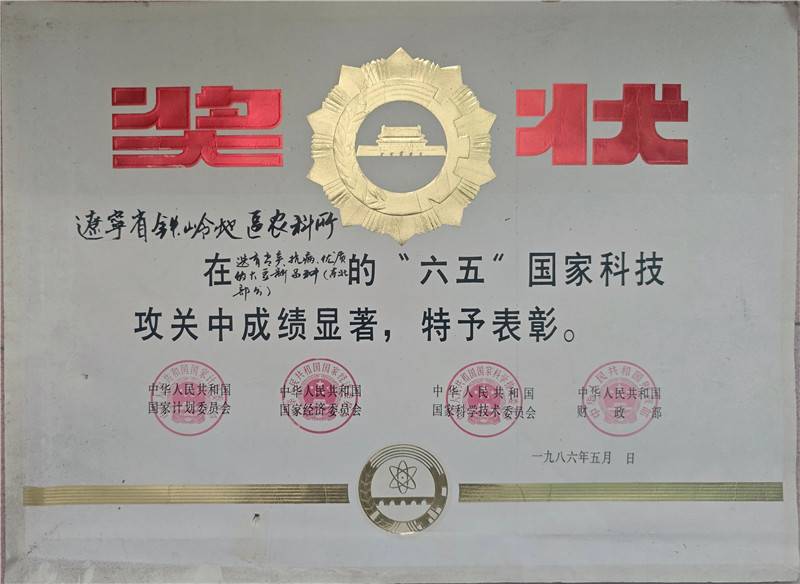 奖状
辽宁省铁岭地区农科所
在选育高产、抗病、优质的大豆新品种(东北部分)的“六五”国家科技
攻关中成绩显著，特予表彰。
中华人民共和国 中华人民共和国 中华人民共和国 中华人民共和国
国家计划委员会 国家经济委员会 国家科学技术委员会 财政部
一九八六年五月 日